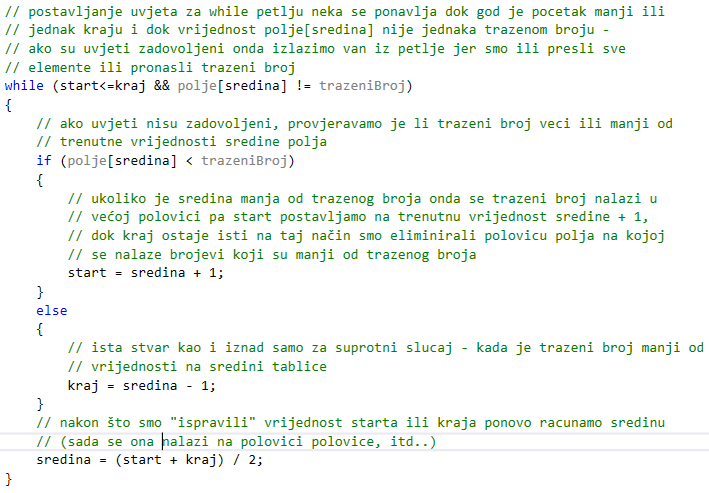 // postavljanje uvjeta za while petlju neka se ponavlja dok god je pocetak manji ili
// jednak kraju i dok vrijednost polje[sredina] nije jednaka trazenom broju -
// ako su uvjeti zadovoljeni onda izlazimo van iz petlje jer smo ili presli sve
// elemente ili pronasli trazeni broj
while (start<=kraj && polje[sredina] != trazeniBroj)
{
    // ako uvjeti nisu zadovoljeni, provjeravamo je li trazeni broj veci ili manji od
    // trenutne vrijednosti sredine polja
    if (polje[sredina] < trazeniBroj)
    {
        // ukoliko je sredina manja od trazenog broja onda se trazeni broj nalazi u
        // većoj polovici pa start postavljamo na trenutnu vrijednost sredine + 1,
        // dok kraj ostaje isti na taj način smo eliminirali polovicu polja na kojoj
        // se nalaze brojevi koji su manji od trazenog broja
        start = sredina + 1;
    }
    else
    {
        // ista stvar kao i iznad samo za suprotni slucaj - kada je trazeni broj manji od
        // vrijednosti na sredini tablice
        kraj = sredina - 1;
    }
    // nakon što smo "ispravili" vrijednost starta ili kraja ponovo racunamo sredinu
    // (sada se ona nalazi na polovici polovice, itd..)
    sredina = (start + kraj) / 2;
}